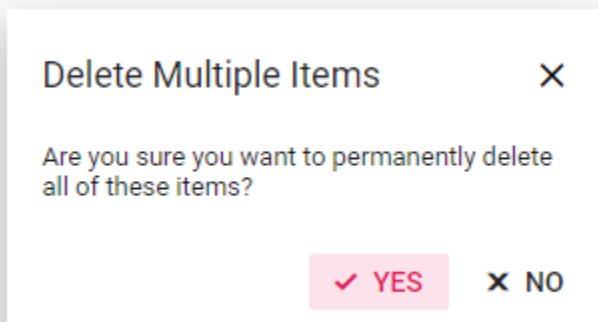 Delete Multiple Items
Are you sure you want to permanently delete
all of these items?
YES
NO